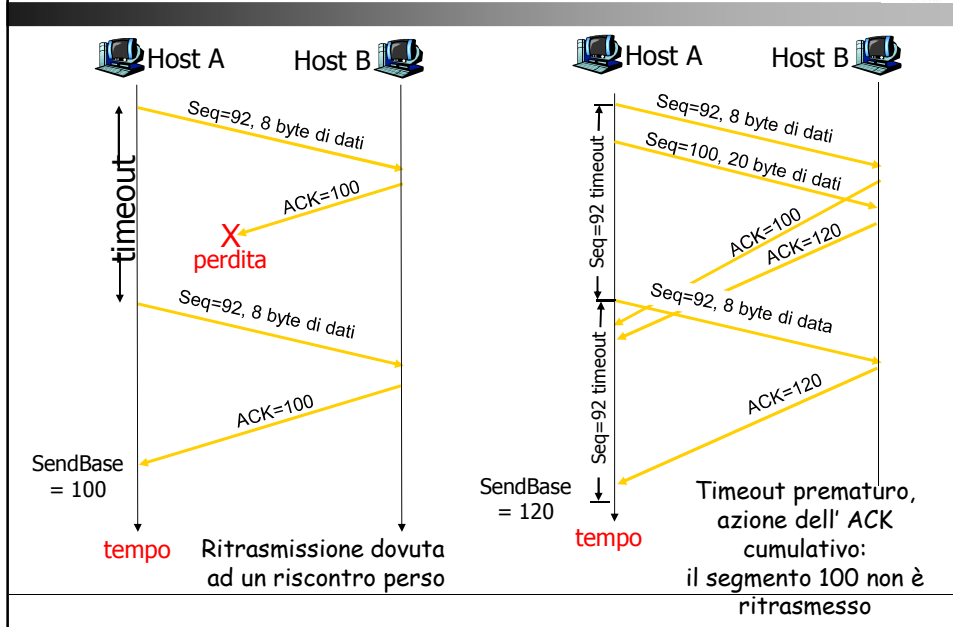 Host A
Host B
Seq=92, 8 byte di dati
timeout
ACK=100
X
perdita
Seq=92, 8 byte di dati
ACK=100
SendBase
= 100
tempo
Ritrasmissione dovuta
ad un riscontro perso
Host A
Host B
Seq=92, 8 byte di dati
Seq=100, 20 byte di dati
Seq=92 timeout
ACK=100
ACK=120
Seq=92, 8 byte di data
Seq=92 timeout
ACK=120
SendBase
= 120
tempo
Timeout prematuro,
azione dell' ACK
cumulativo:
il segmento 100 non è
ritrasmesso